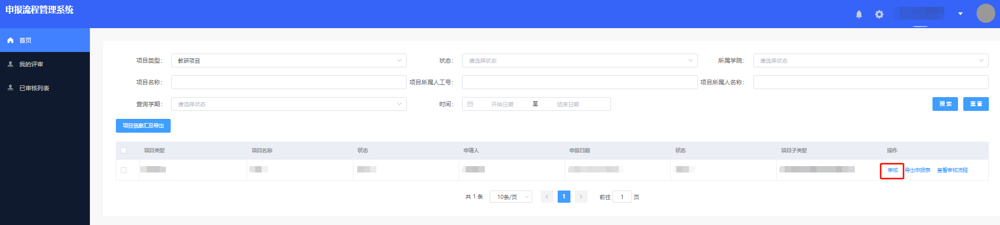 申报流程管理系统
首页
我的评审
已审核列表
项目类型： 教研项目 状态： 请选择状态 所属学院： 请选择状态
项目名称： 项目所属人工号： 项目所属人名称：
查询学期： 请选择状态 时间： 开始日期 至 结束日期 搜索 重置
项目信息汇总导出
项目类型 项目名称 状态 申请人 申报日期 状态 项目子类型 操作
审核 导出申报表 查看审核流程
共 1 条 10条/页 1 前往 1 页